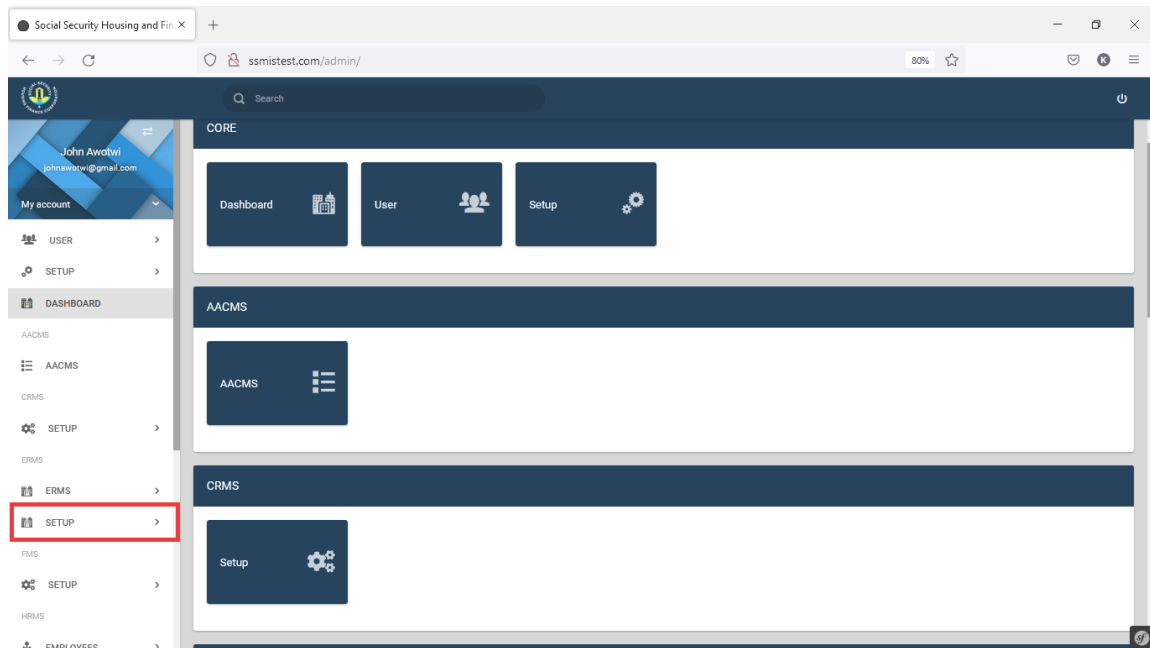 Social Security Housing and Fin
ssmistest.com/admin/
80%
K
Search
John Awotwi
johnawotwi@gmail.com
My account
USER
SETUP
DASHBOARD
AACMS
AACMS
CRMS
SETUP
ERMS
ERMS
SETUP
FMS
SETUP
HRMS
EMPLOYEES
CORE
Dashboard
User
Setup
AACMS
AACMS
CRMS
Setup
sf